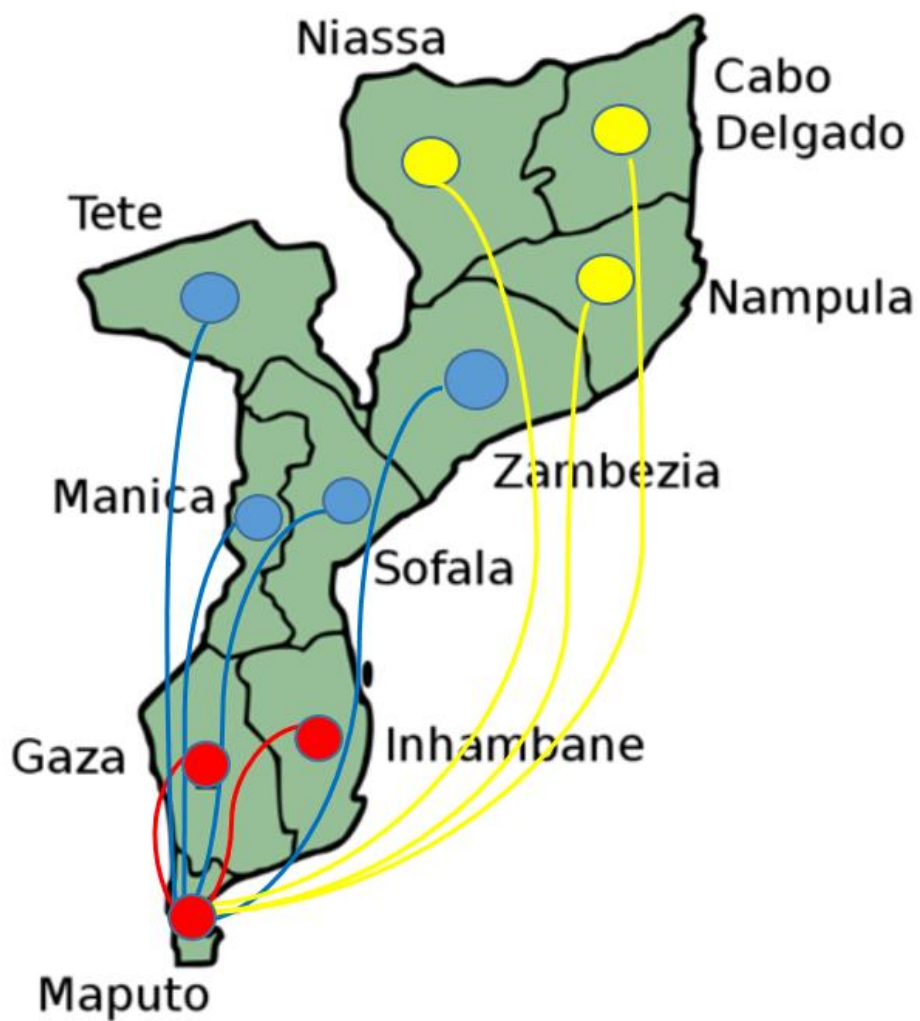 Niassa
Cabo
Delgado
Tete
Nampula
Zambezia
Manica
Sofala
Gaza
Inhambane
Maputo